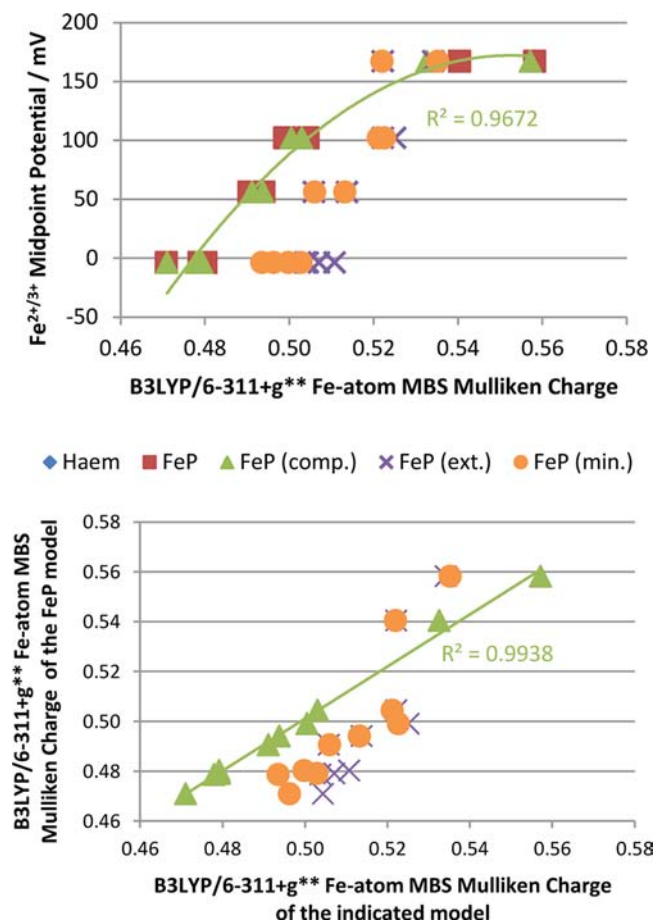 200
150
100
50
0
-50
Fe2+/3+ Midpoint Potential / mV
R² = 0.9672
0.46 0.48 0.50 0.52 0.54 0.56 0.58
B3LYP/6-311+g** Fe-atom MBS Mulliken Charge
Haem FeP FeP (comp.) FeP (ext.) FeP (min.)
B3LYP/6-311+g** Fe-atom MBS
Mulliken Charge of the FeP model
0.58
0.56
0.54
0.52
0.50
0.48
0.46
R² = 0.9938
0.46 0.48 0.50 0.52 0.54 0.56 0.58
B3LYP/6-311+g** Fe-atom MBS Mulliken Charge
of the indicated model